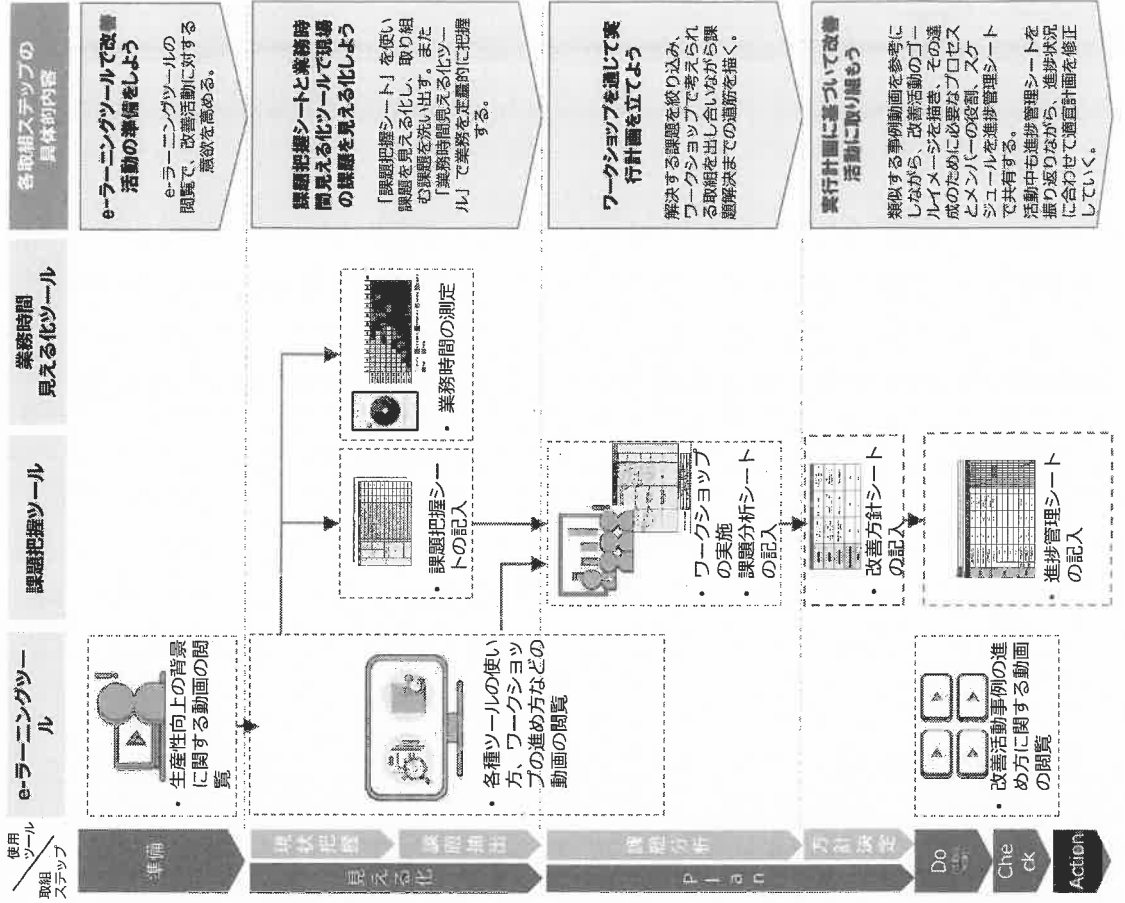 使用
ツール
取組
ステップ
e-ラーニングツー
ル
課題把握ツール
業務時間
見える化ツール
各取組ステップの
具体的内容
準備
• 生産性向上の背景
に関する動画の閲
覧
e-ラーニングツールで改善
活動の準備をしよう
e-ラーニングツールの
閲覧で、改善活動に対する
意欲を高める。
見える化
現状把握
課題抽出
• 各種ツールの使い
方、ワークショッ
プの進め方などの
動画の閲覧
• 課題把握シー
トの記入
• 業務時間の測定
課題把握シートと業務時
間見える化ツールで現場
の課題を見える化しよう
「課題把握シート」を使い
課題を見える化し、取り組
む課題を洗い出す。また
「業務時間見える化ツー
ル」で業務を定量的に把握
する。
Plan
課題分析
方針決定
• ワークショップ
の実施
• 課題分析シート
の記入
ワークショップを通じて実
行計画を立てよう
解決する課題を絞り込み、
ワークショップで考えられ
る取組を出し合いながら課
題解決までの道筋を描く。
• 改善方針シート
の記入
Do
Che
ck
Action
• 改善活動事例の進
め方に関する動画
の閲覧
• 進捗管理シート
の記入
実行計画に基づいて改善
活動に取り組もう
類似する事例動画を参考に
しながら、改善活動のゴー
ルイメージを描き、その達
成のために必要なプロセス
とメンバーの役割、スケ
ジュールを進捗管理シート
で共有する。
活動中も進捗管理シートを
振り返りながら、進捗状況
に合わせて適宜計画を修正
していく。